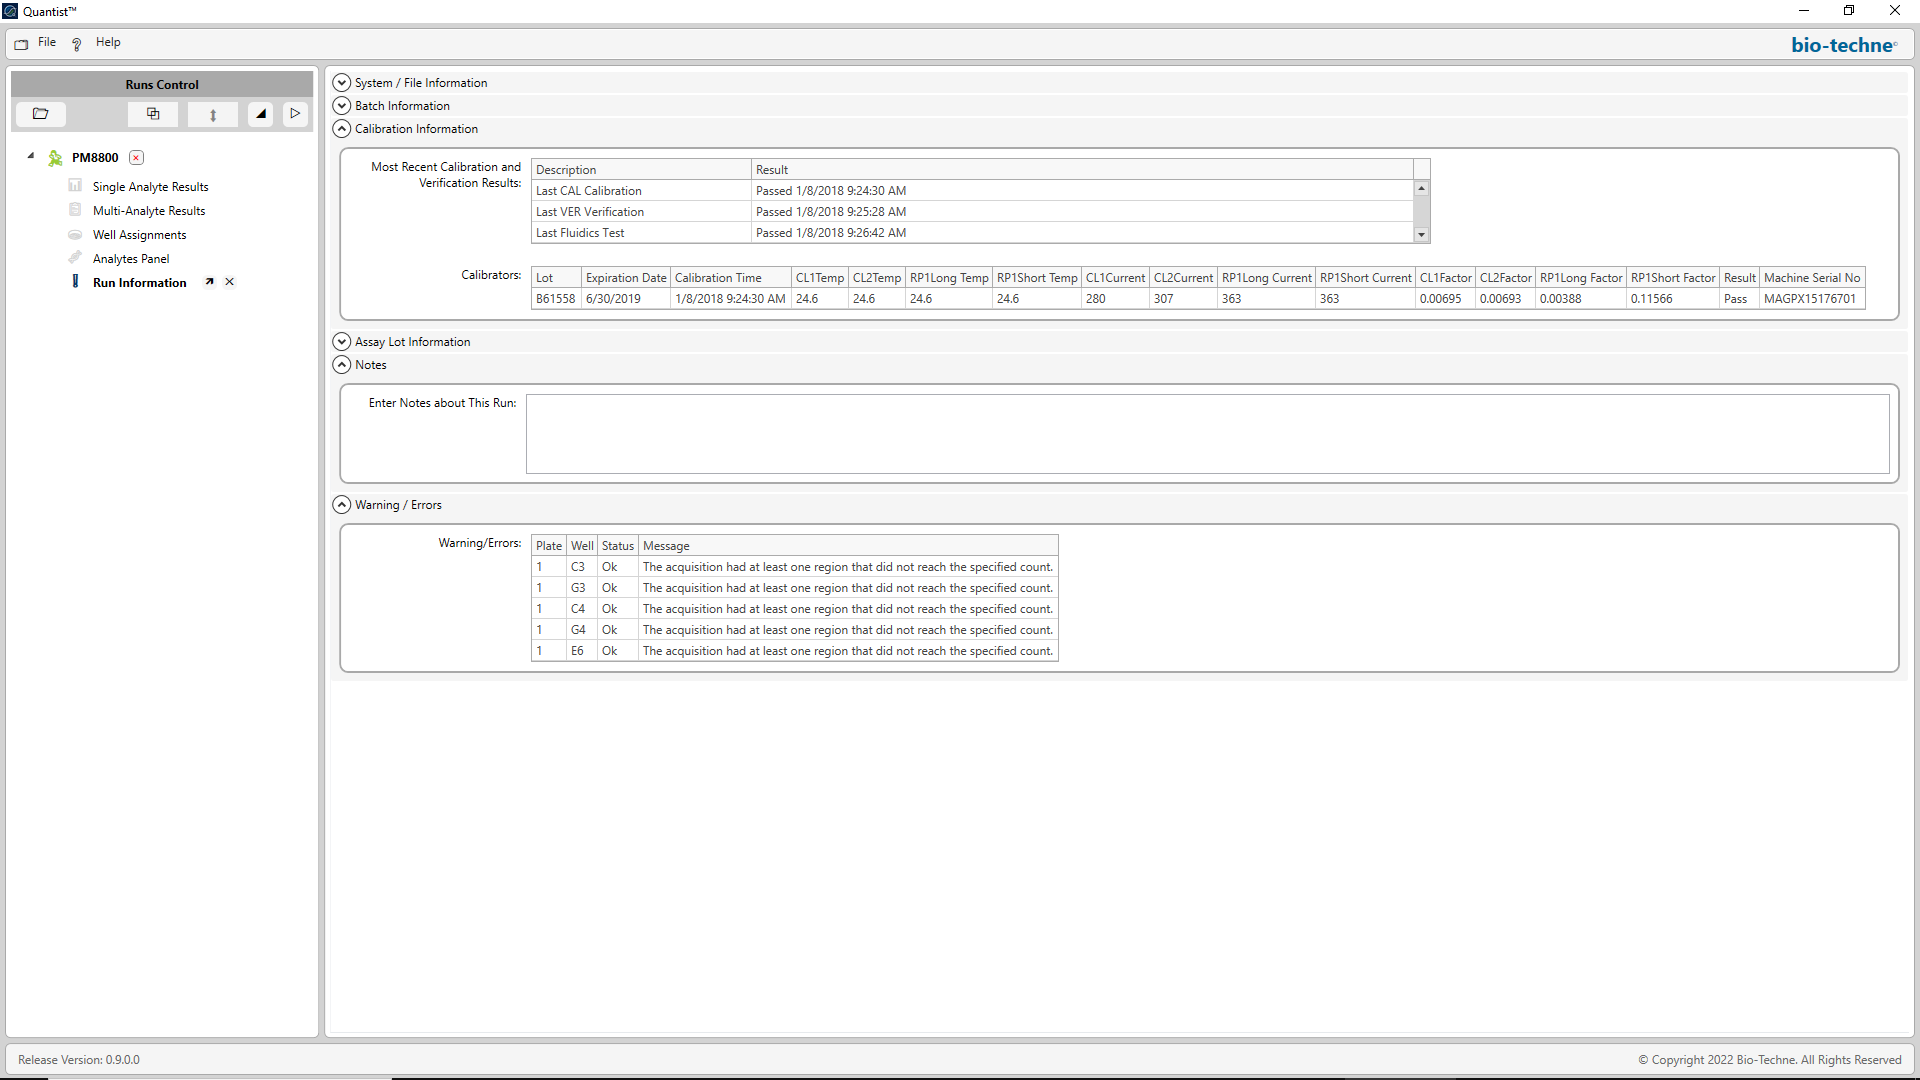 Quantist™
File
Help
bio-techne®
Runs Control
PM8800
Single Analyte Results
Multi-Analyte Results
Well Assignments
Analytes Panel
Run Information
System / File Information
Batch Information
Calibration Information
Most Recent Calibration and
Verification Results:
Description Result
Last CAL Calibration Passed 1/8/2018 9:24:30 AM
Last VER Verification Passed 1/8/2018 9:25:28 AM
Last Fluidics Test Passed 1/8/2018 9:26:42 AM
Calibrators:
Lot Expiration Date Calibration Time CL1Temp CL2Temp RP1Long Temp RP1Short Temp CL1Current CL2Current RP1Long Current RP1Short Current CL1Factor CL2Factor RP1Long Factor RP1Short Factor Result Machine Serial No
B61558 6/30/2019 1/8/2018 9:24:30 AM 24.6 24.6 24.6 24.6 280 307 363 363 0.00695 0.00693 0.00388 0.11566 Pass MAGPX15176701
Assay Lot Information
Notes
Enter Notes about This Run:
Warning / Errors
Warning/Errors:
Plate Well Status Message
1 C3 Ok The acquisition had at least one region that did not reach the specified count.
1 G3 Ok The acquisition had at least one region that did not reach the specified count.
1 C4 Ok The acquisition had at least one region that did not reach the specified count.
1 G4 Ok The acquisition had at least one region that did not reach the specified count.
1 E6 Ok The acquisition had at least one region that did not reach the specified count.
Release Version: 0.9.0.0
© Copyright 2022 Bio-Techne. All Rights Reserved